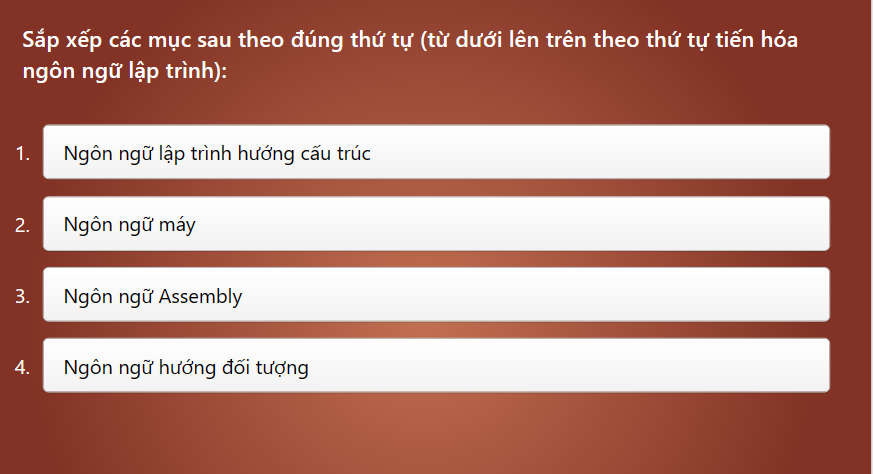 Sắp xếp các mục sau theo đúng thứ tự (từ dưới lên trên theo thứ tự tiến hóa
ngôn ngữ lập trình):
1. Ngôn ngữ lập trình hướng cấu trúc
2. Ngôn ngữ máy
3. Ngôn ngữ Assembly
4. Ngôn ngữ hướng đối tượng